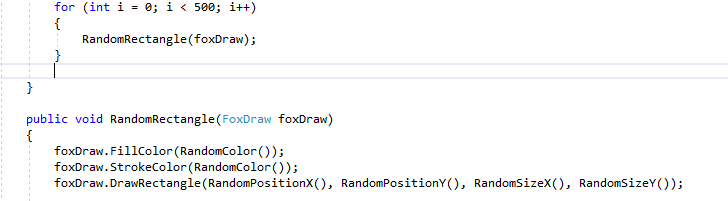 for (int i = 0; i < 500; i++)
{
RandomRectangle(foxDraw);
}
}
public void RandomRectangle(FoxDraw foxDraw)
{
foxDraw.FillColor(RandomColor());
foxDraw.StrokeColor(RandomColor());
foxDraw.DrawRectangle(RandomPositionX(), RandomPositionY(), RandomSizeX(), RandomSizeY());